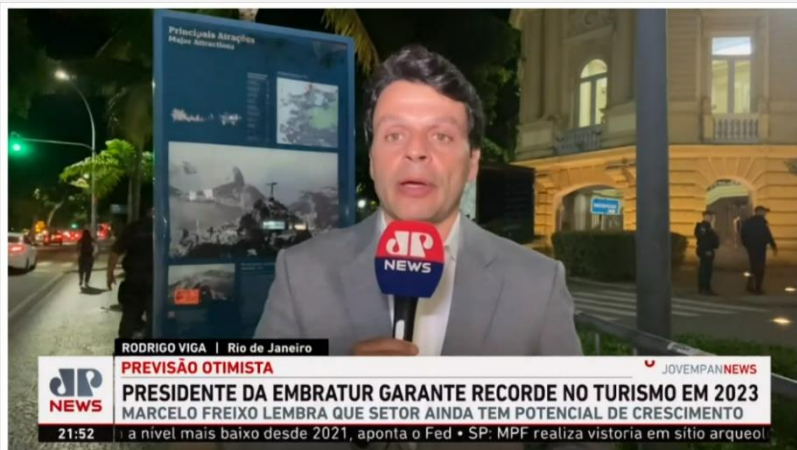 Principais Atrações
Major Attractions
JP
NEWS
RODRIGO VIGA | Rio de Janeiro
PREVISÃO OTIMISTA
JOVEMPANNEWS
JP
NEWS
PRESIDENTE DA EMBRATUR GARANTE RECORDE NO TURISMO EM 2023
MARCELO FREIXO LEMBRA QUE SETOR AINDA TEM POTENCIAL DE CRESCIMENTO
21:52 a nível mais baixo desde 2021, aponta o Fed • SP: MPF realiza vistoria em sítio arqueol